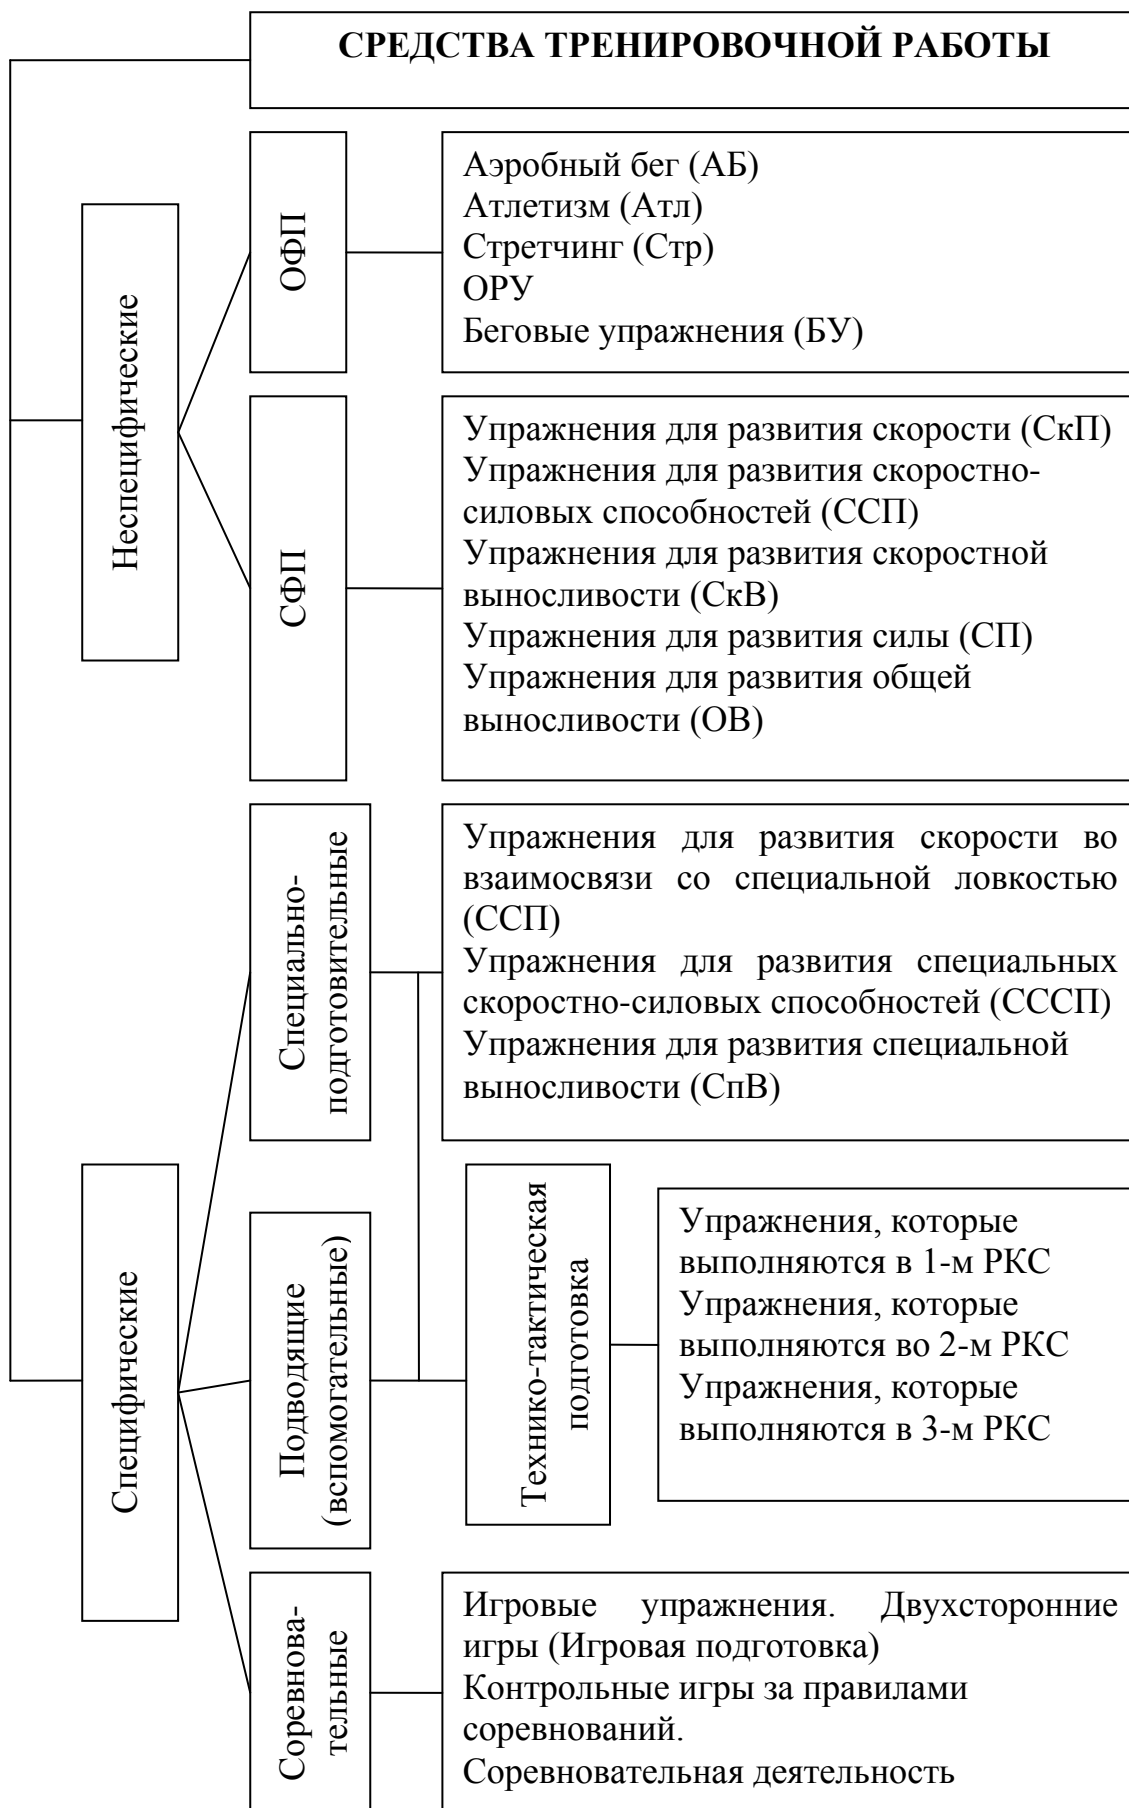 СРЕДСТВА ТРЕНИРОВОЧНОЙ РАБОТЫ
Неспецифические
ОФП
Аэробный бег (АБ)
Атлетизм (Атл)
Стретчинг (Стр)
ОРУ
Беговые упражнения (БУ)
СФП
Упражнения для развития скорости (СкП)
Упражнения для развития скоростно-
силовых способностей (ССП)
Упражнения для развития скоростной
выносливости (СкВ)
Упражнения для развития силы (СП)
Упражнения для развития общей
выносливости (ОВ)
Специфические
Специально-
подготовительные
Упражнения для развития скорости во
взаимосвязи со специальной ловкостью
(ССП)
Упражнения для развития специальных
скоростно-силовых способностей (СССП)
Упражнения для развития специальной
выносливости (СпВ)
Подводящие
(вспомогательные)
Технико-тактическая
подготовка
Упражнения, которые
выполняются в 1-м РКС
Упражнения, которые
выполняются во 2-м РКС
Упражнения, которые
выполняются в 3-м РКС
Соревнова-
тельные
Игровые упражнения. Двухсторонние
игры (Игровая подготовка)
Контрольные игры за правилами
соревнований.
Соревновательная деятельность